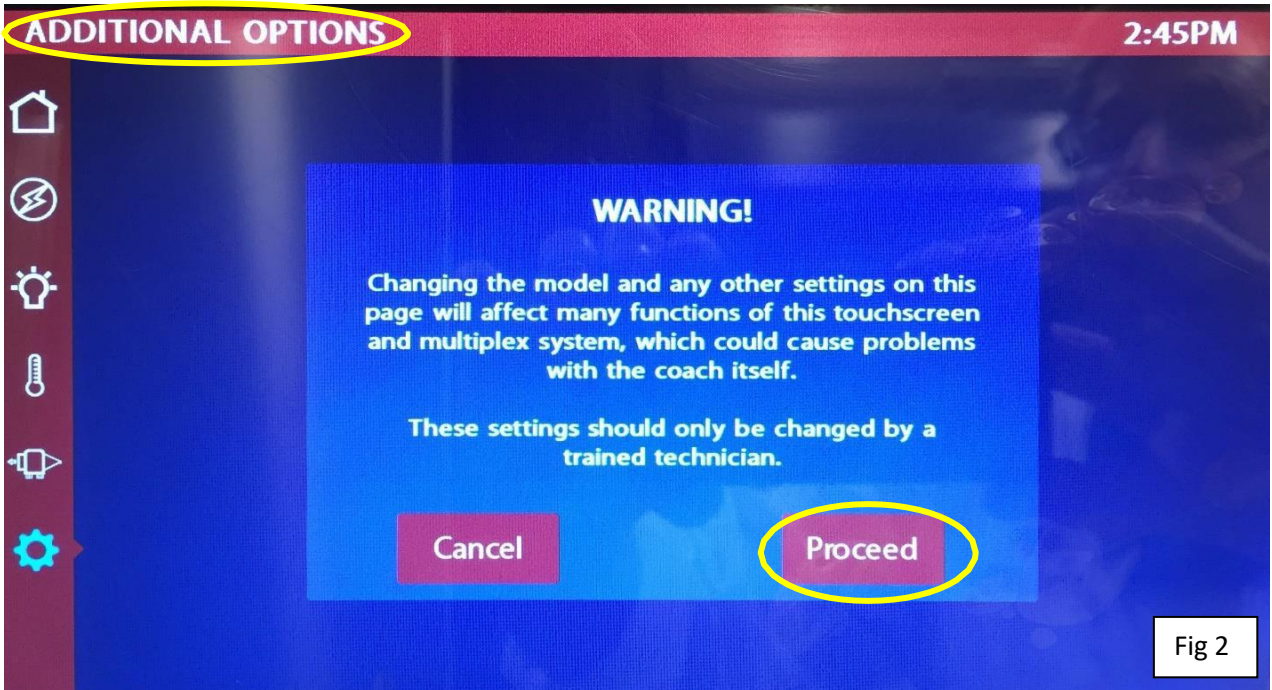 ADDITIONAL OPTIONS
2:45PM
WARNING!
Changing the model and any other settings on this
page will affect many functions of this touchscreen
and multiplex system, which could cause problems
with the coach itself.
These settings should only be changed by a
trained technician.
Cancel
Proceed
Fig 2